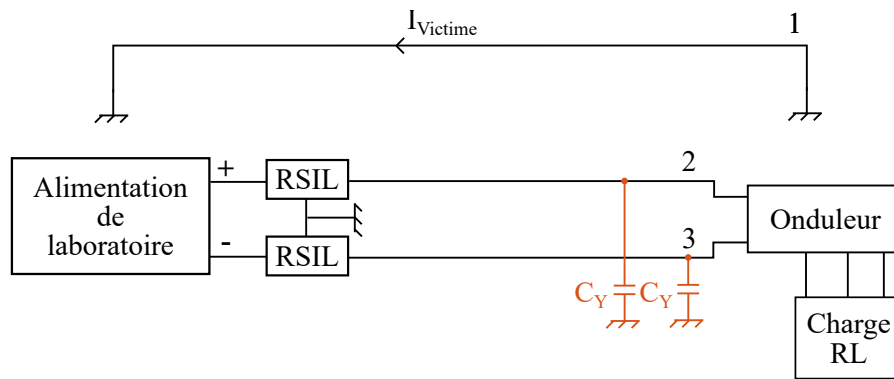 I_Victime
1
Alimentation
de
laboratoire
+
-
RSIL
RSIL
2
3
C_Y
C_Y
Onduleur
Charge
RL